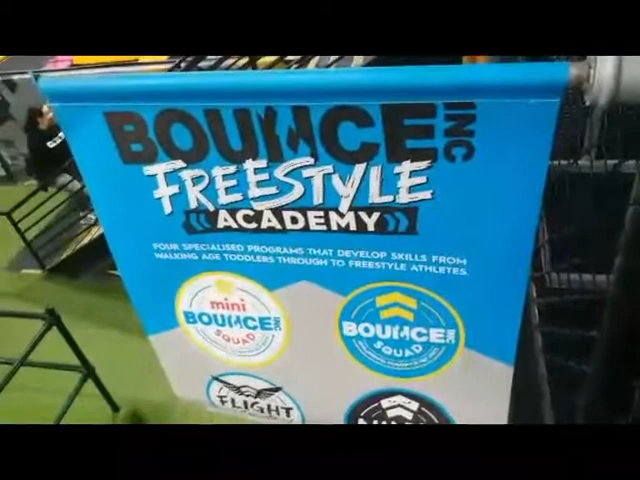 BOUNCE INC
FREESTYLE
ACADEMY
FOUR SPECIALISED PROGRAMS THAT DEVELOP SKILLS FROM
WALKING AGE TODDLERS THROUGH TO FREESTYLE ATHLETES.
mini
BOUNCE INC
SQUAD
BOUNCE INC
SQUAD
FLIGHT